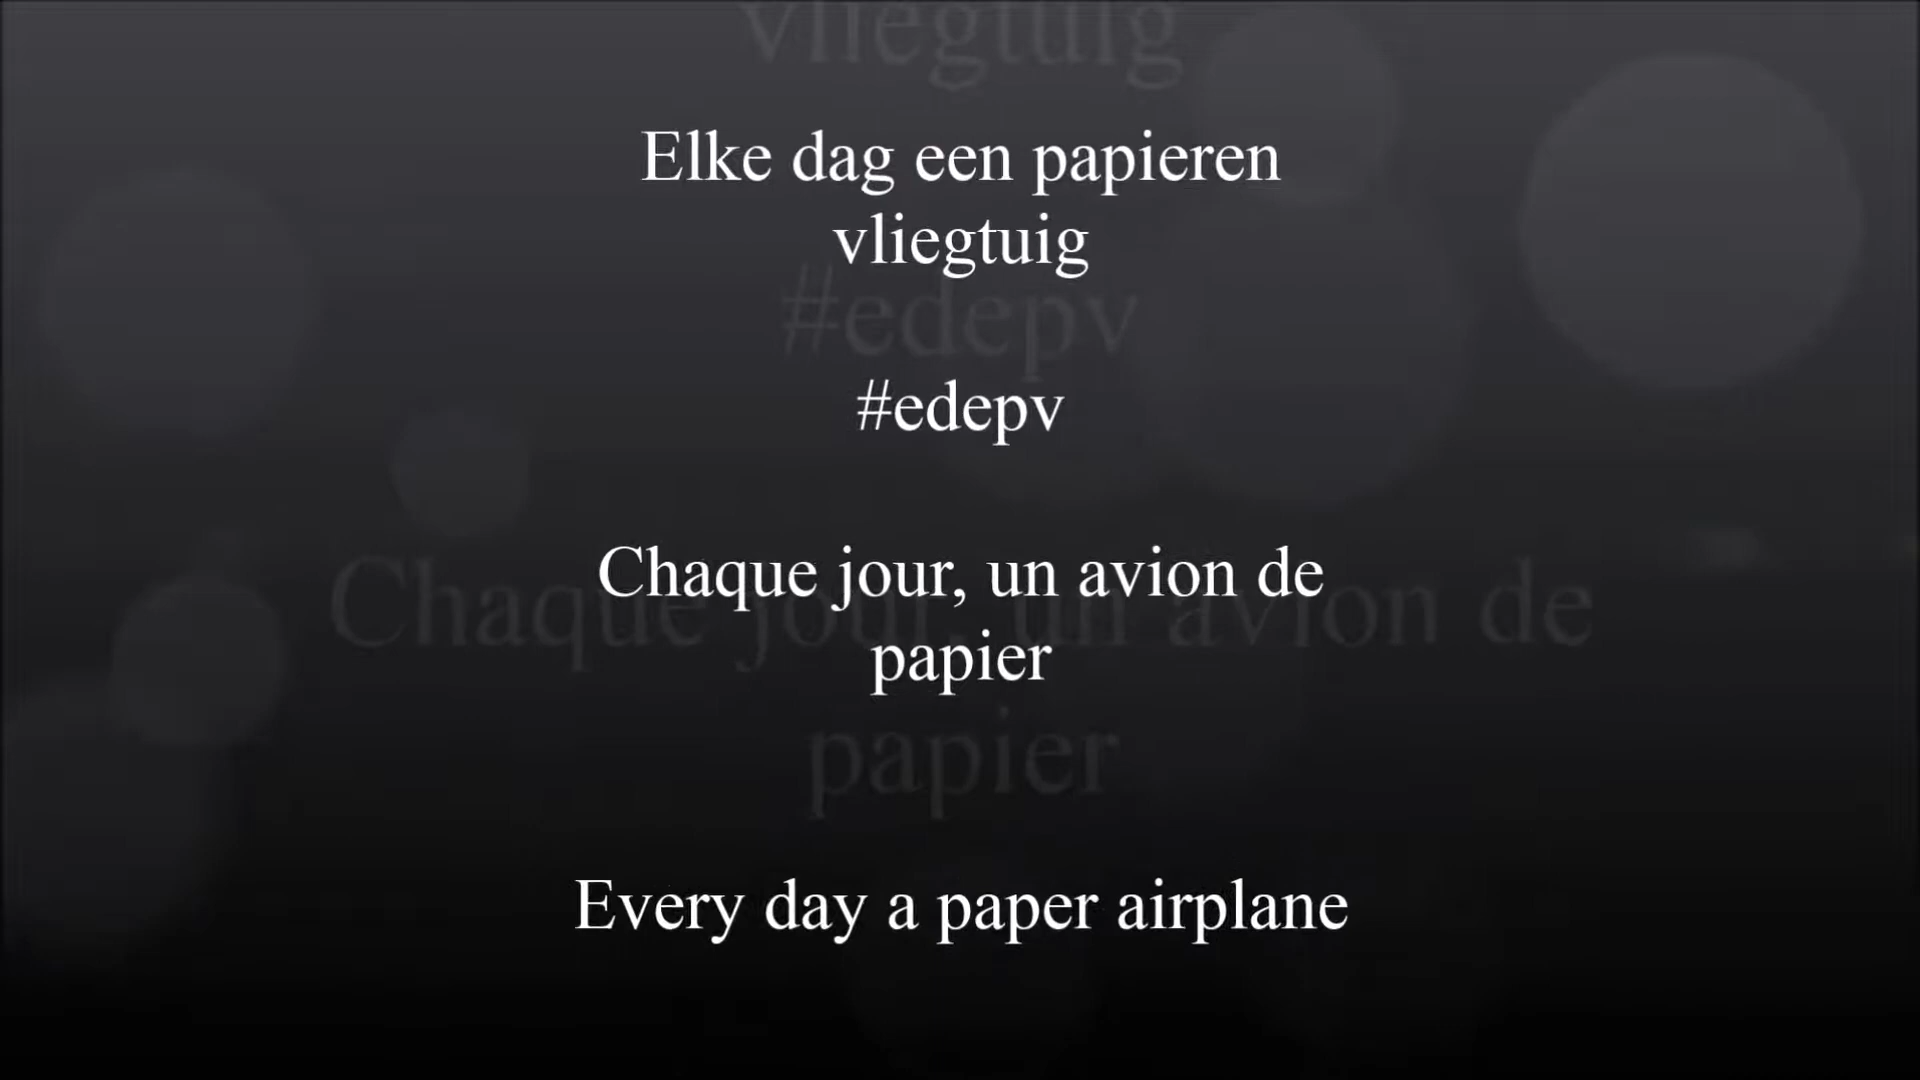 Elke dag een papieren
vliegtuig
#edepv
Chaque jour, un avion de
papier
Every day a paper airplane